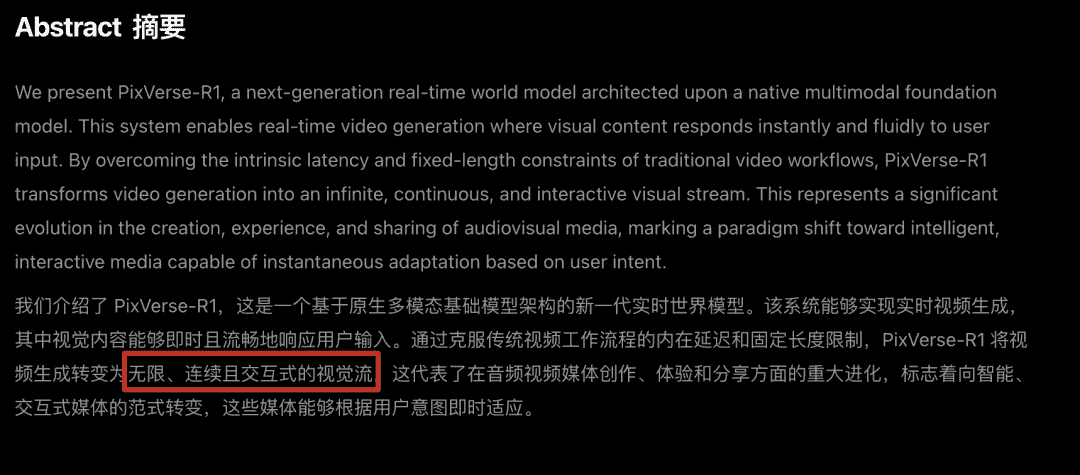 Abstract 摘要
We present PixVerse-R1, a next-generation real-time world model architected upon a native multimodal foundation
model. This system enables real-time video generation where visual content responds instantly and fluidly to user
input. By overcoming the intrinsic latency and fixed-length constraints of traditional video workflows, PixVerse-R1
transforms video generation into an infinite, continuous, and interactive visual stream. This represents a significant
evolution in the creation, experience, and sharing of audiovisual media, marking a paradigm shift toward intelligent,
interactive media capable of instantaneous adaptation based on user intent.
我们介绍了 PixVerse-R1，这是一个基于原生多模态基础模型架构的新一代实时世界模型。该系统能够实现实时视频生成，
其中视觉内容能够即时且流畅地响应用户输入。通过克服传统视频工作流程的内在延迟和固定长度限制，PixVerse-R1 将视
频生成转变为无限、连续且交互式的视觉流。这代表了在音频视频媒体创作、体验和分享方面的重大进化，标志着向智能、
交互式媒体的范式转变，这些媒体能够根据用户意图即时适应。